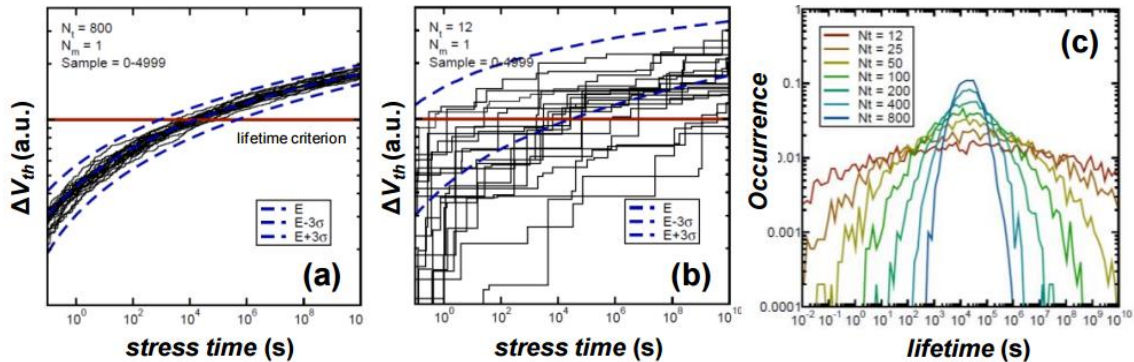 N_t = 800
N_m = 1
Sample = 0-4999
lifetime criterion
E
E-3σ
E+3σ
(a)
ΔV_th (a.u.)
10^0 10^2 10^4 10^6 10^8 10
stress time (s)
N_t = 12
N_m = 1
Sample = 0-4999
E
E-3σ
E+3σ
(b)
ΔV_th (a.u.)
10^0 10^2 10^4 10^6 10^8 10^10
stress time (s)
Nt = 12
Nt = 25
Nt = 50
Nt = 100
Nt = 200
Nt = 400
Nt = 800
(c)
Occurrence
1
0.1
0.01
0.001
0.0001
10^-2 10^-1 10^0 10^1 10^2 10^3 10^4 10^5 10^6 10^7 10^8 10^9 10^10
lifetime (s)